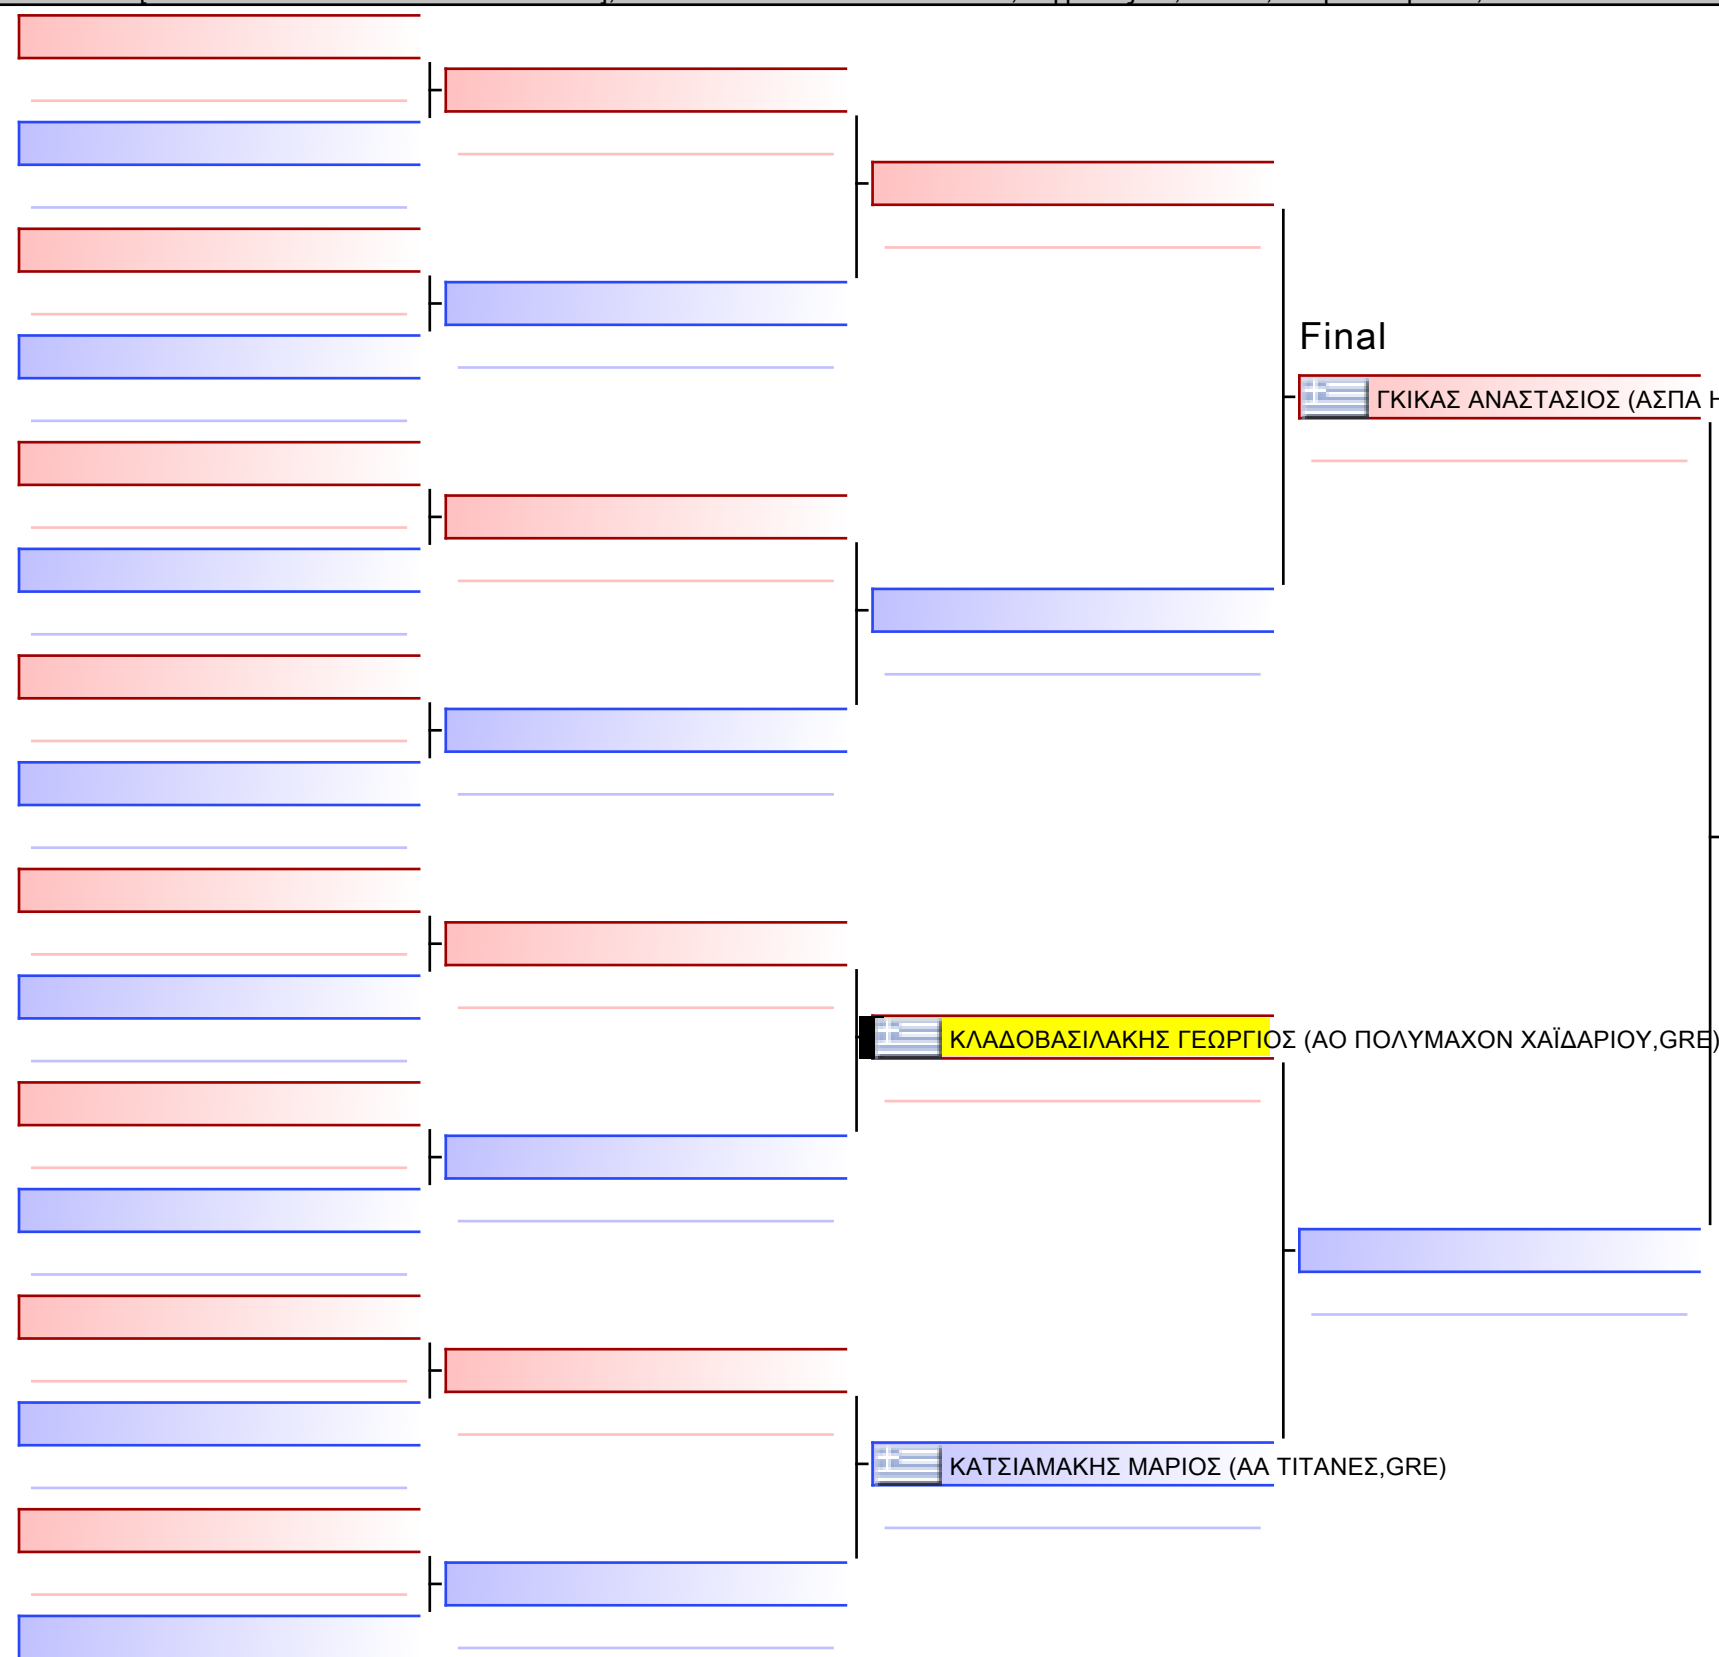 Final
ΓΚΙΚΑΣ ΑΝΑΣΤΑΣΙΟΣ (ΑΣΠΑ
ΚΛΑΔΟΒΑΣΙΛΑΚΗΣ ΓΕΩΡΓΙΟΣ (ΑΟ ΠΟΛΥΜΑΧΟΝ ΧΑΪΔΑΡΙΟΥ,GRE)
ΚΑΤΣΙΑΜΑΚΗΣ ΜΑΡΙΟΣ (ΑΑ ΤΙΤΑΝΕΣ,GRE)